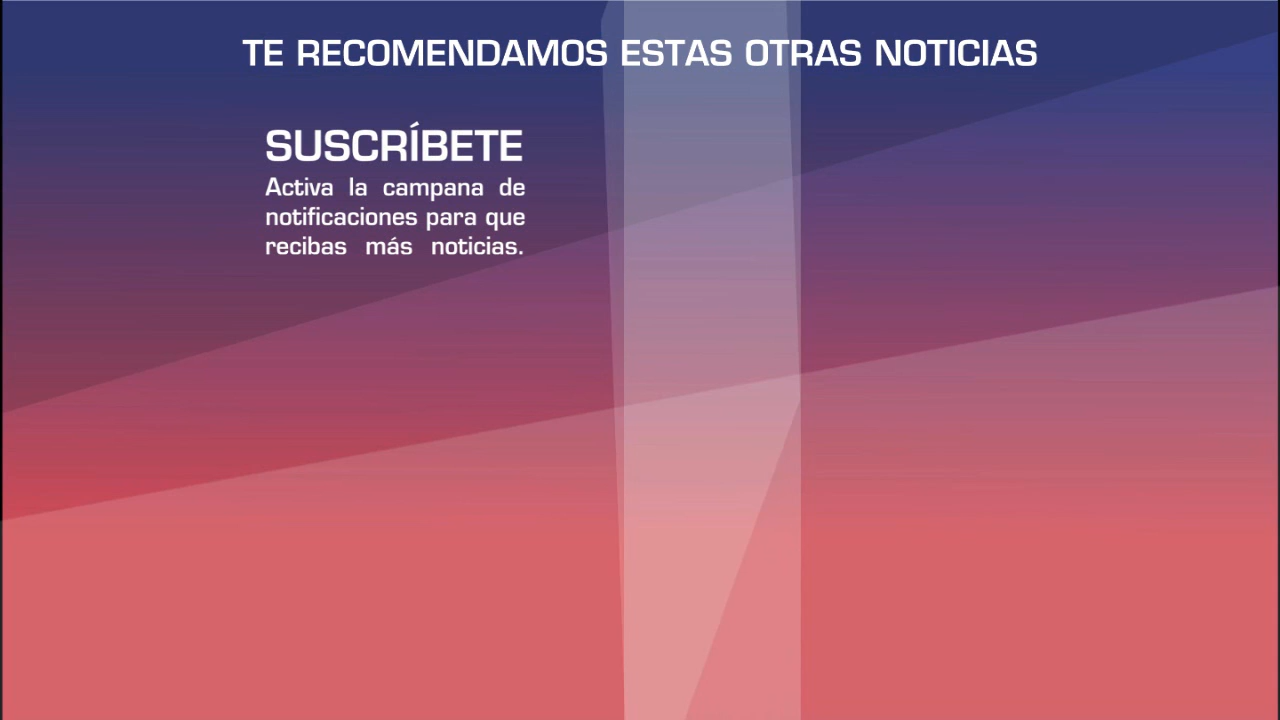 TE RECOMENDAMOS ESTAS OTRAS NOTICIAS
SUSCRÍBETE
Activa la campana de
notificaciones para que
recibas más noticias.